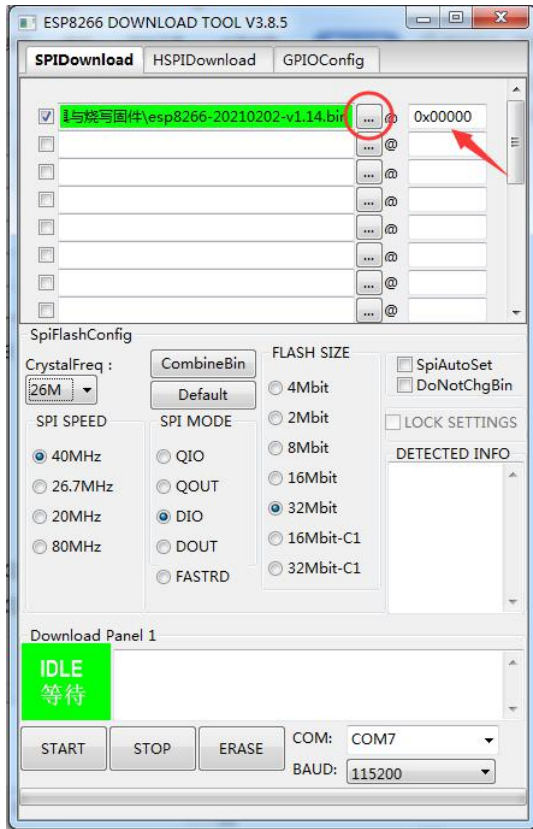 ESP8266 DOWNLOAD TOOL V3.8.5
SPIDownload HSPIDownload GPIOConfig
与烧写固件\esp8266-20210202-v1.14.bin ... @ 0x00000
... @
... @
... @
... @
... @
... @
... @
SpiFlashConfig
CrystalFreq :
26M
CombineBin
Default
SPI SPEED
40MHz
26.7MHz
20MHz
80MHz
SPI MODE
QIO
QOUT
DIO
DOUT
FASTRD
FLASH SIZE
4Mbit
2Mbit
8Mbit
16Mbit
32Mbit
16Mbit-C1
32Mbit-C1
SpiAutoSet
DoNotChgBin
LOCK SETTINGS
DETECTED INFO
Download Panel 1
IDLE
等待
START STOP ERASE
COM: COM7
BAUD: 115200